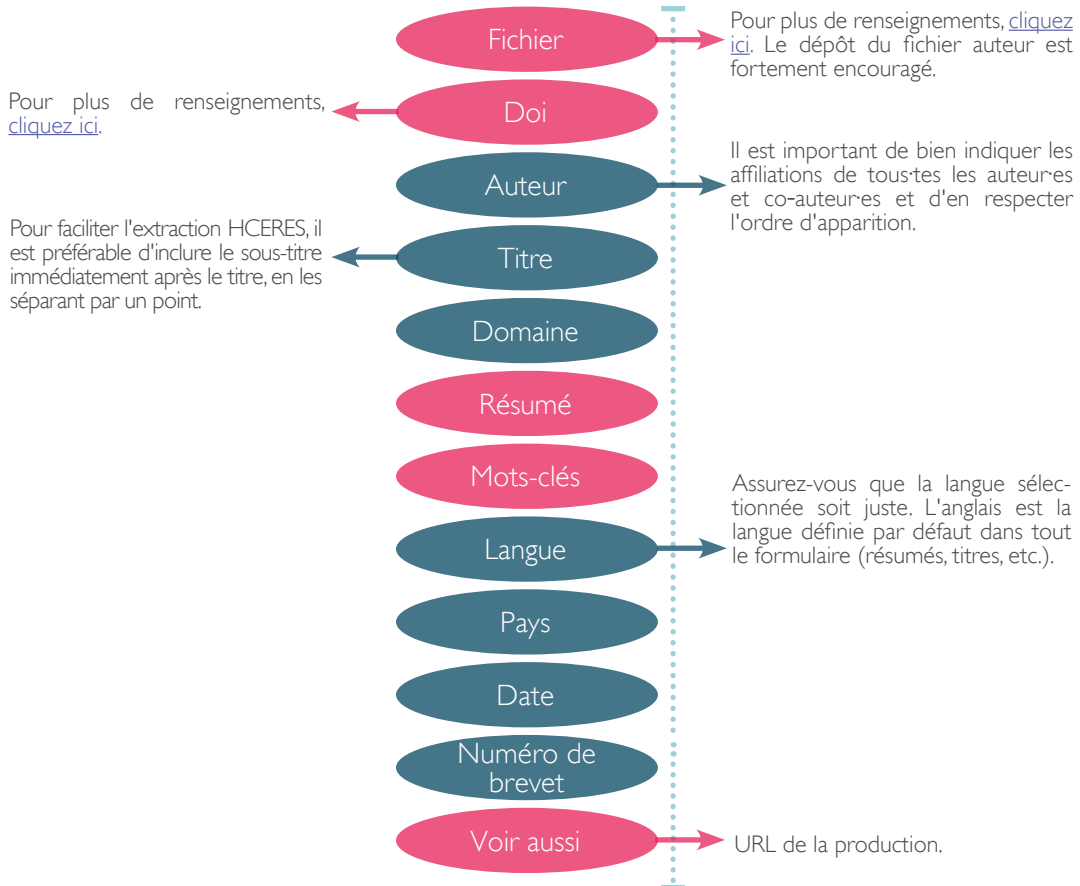 Fichier
Pour plus de renseignements, cliquez
ici. Le dépôt du fichier auteur est
fortement encouragé.
Pour plus de renseignements,
cliquez ici.
Doi
Auteur
Il est important de bien indiquer les
affiliations de tous·tes les auteur·es
et co-auteur·es et d'en respecter
l'ordre d'apparition.
Pour faciliter l'extraction HCERES, il
est préférable d'inclure le sous-titre
immédiatement après le titre, en les
séparant par un point.
Titre
Domaine
Résumé
Mots-clés
Langue
Assurez-vous que la langue sélec-
tionnée soit juste. L'anglais est la
langue définie par défaut dans tout
le formulaire (résumés, titres, etc.).
Pays
Date
Numéro de
brevet
Voir aussi
URL de la production.